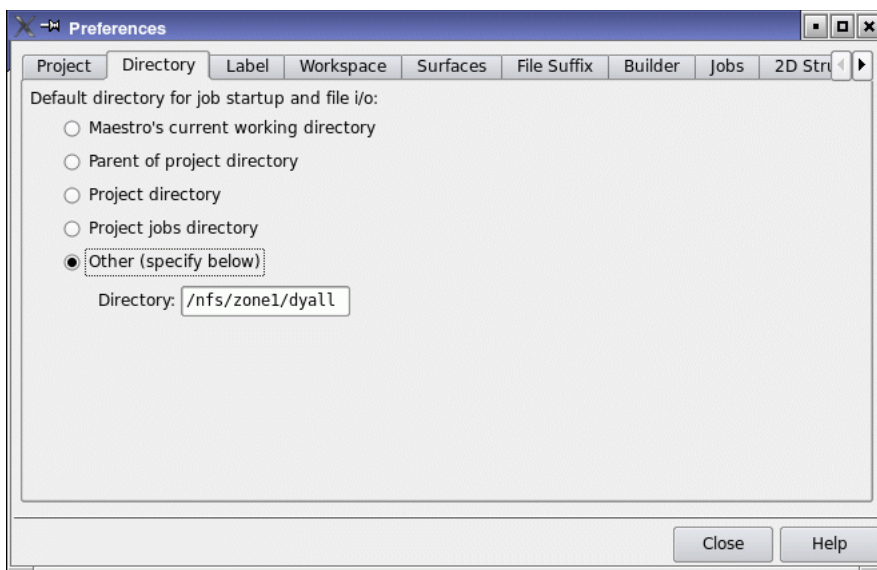 Preferences
Project Directory Label Workspace Surfaces File Suffix Builder Jobs 2D Stru
Default directory for job startup and file i/o:
Maestro's current working directory
Parent of project directory
Project directory
Project jobs directory
Other (specify below)
Directory: /nfs/zone1/dyall
Close Help